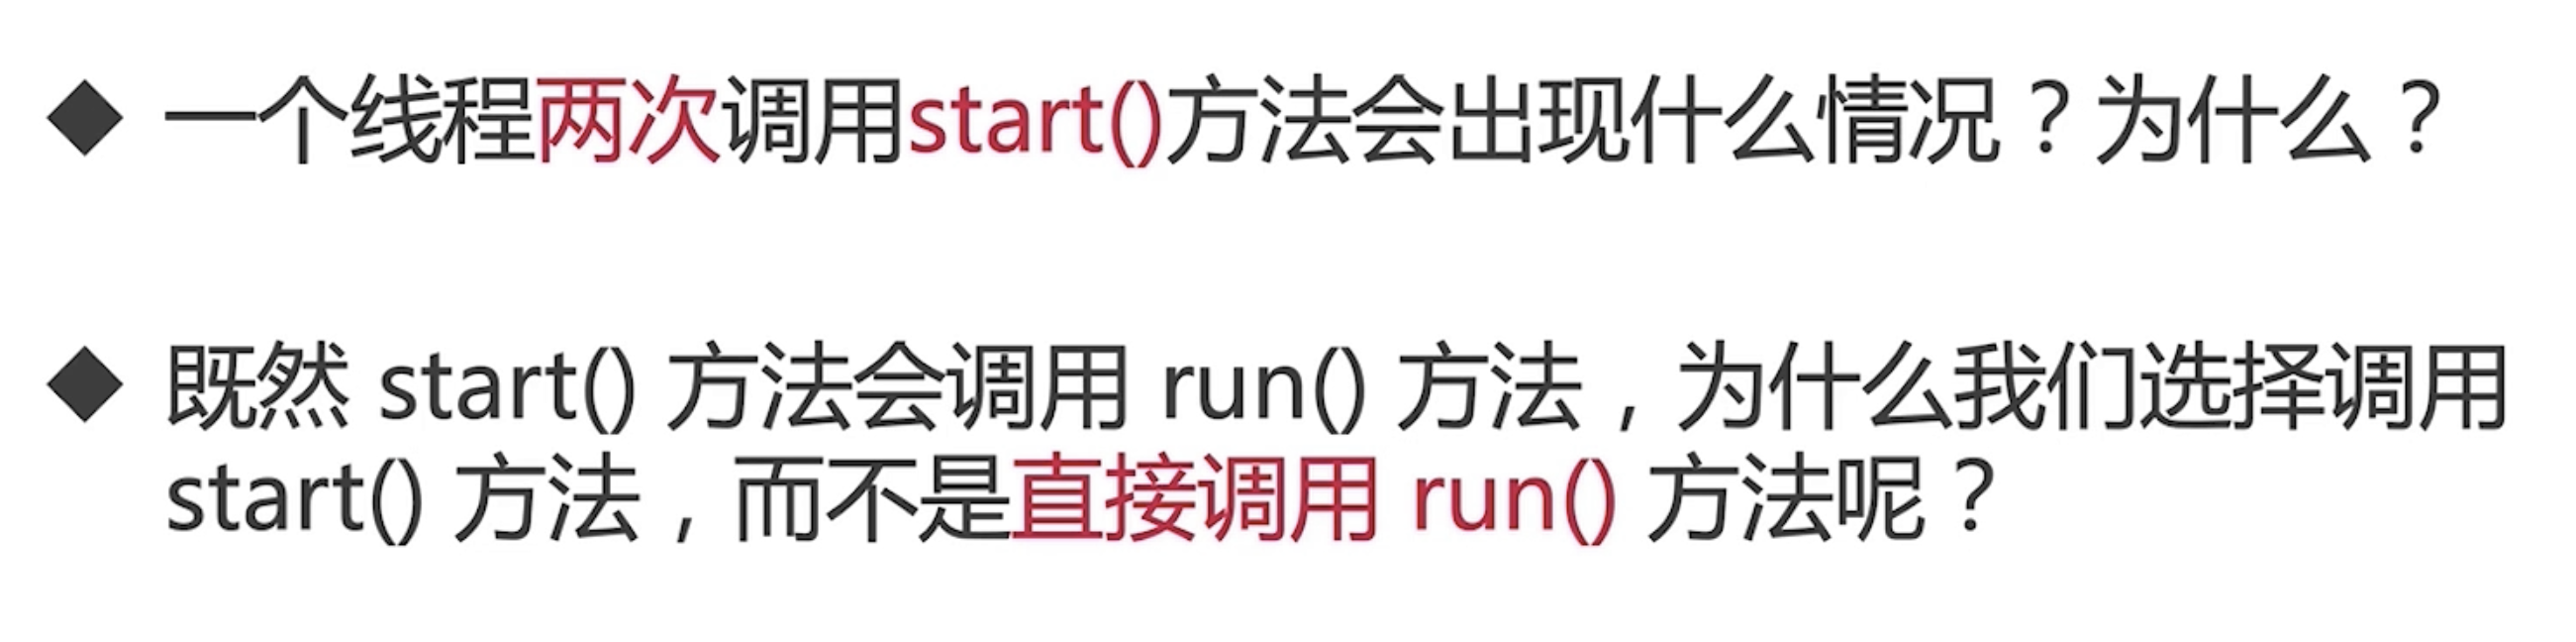 ◆ 一个线程两次调用start()方法会出现什么情况？为什么？
◆ 既然 start() 方法会调用 run() 方法，为什么我们选择调用
start() 方法，而不是直接调用 run() 方法呢？